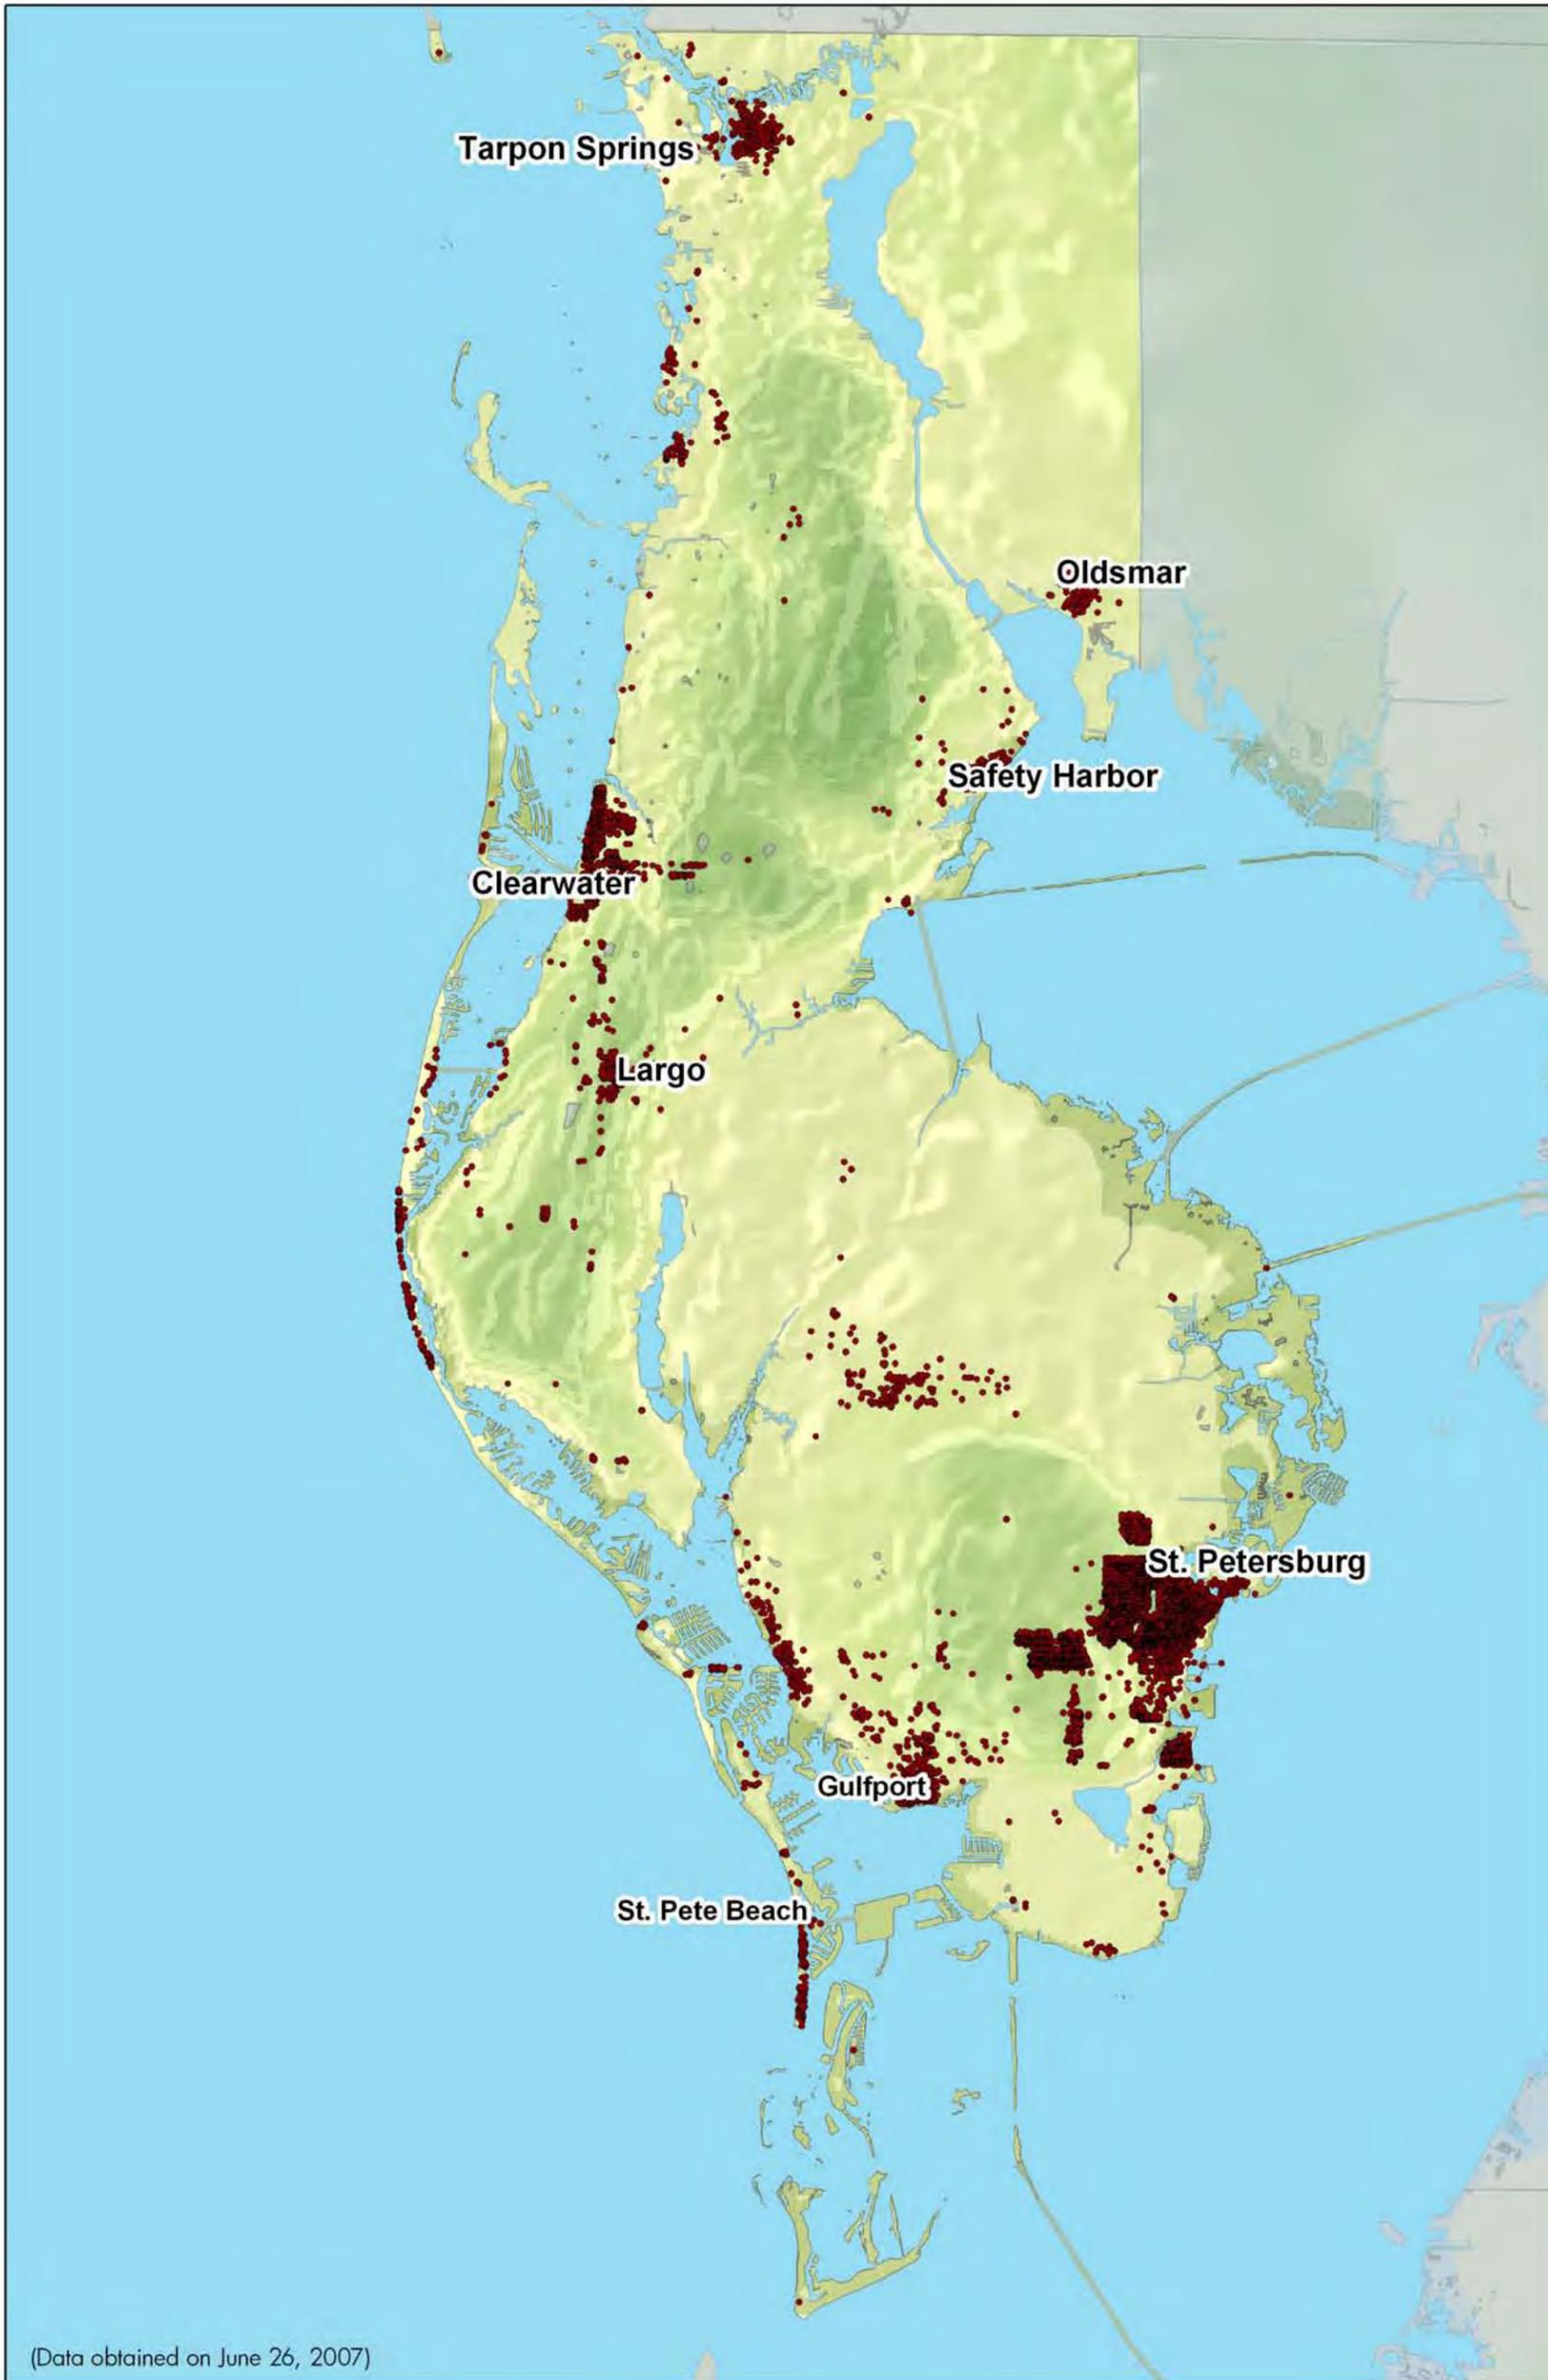 Tarpon Springs
Oldsmar
Safety Harbor
Clearwater
Largo
St. Petersburg
Gulfport
St. Pete Beach
(Data obtained on June 26, 2007)